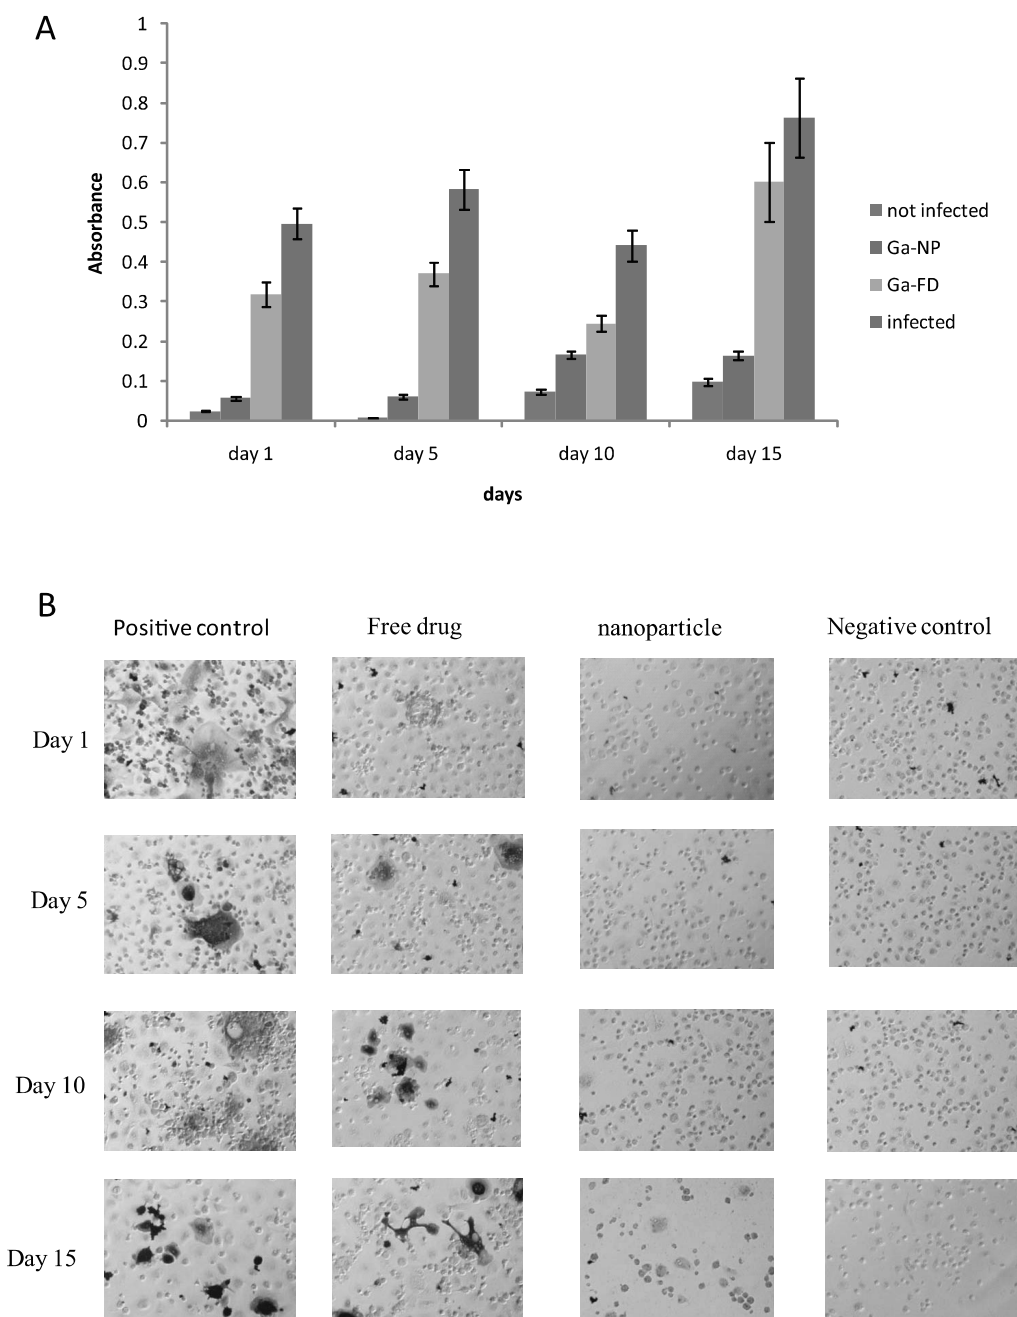 A
1
0.9
0.8
0.7
0.6
0.5
0.4
0.3
0.2
0.1
0
Absorbance
day 1 day 5 day 10 day 15
days
not infected
Ga-NP
Ga-FD
infected
B
Positive control Free drug nanoparticle Negative control
Day 1
Day 5
Day 10
Day 15